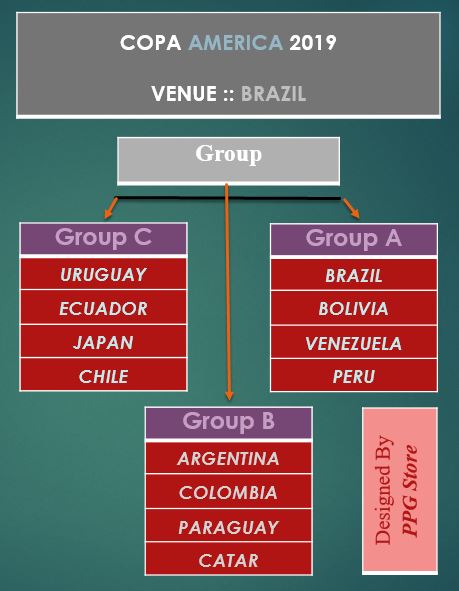 COPA AMERICA 2019
VENUE :: BRAZIL
Group
Group C
URUGUAY
ECUADOR
JAPAN
CHILE
Group A
BRAZIL
BOLIVIA
VENEZUELA
PERU
Group B
ARGENTINA
COLOMBIA
PARAGUAY
CATAR
Designed By
PPG Store